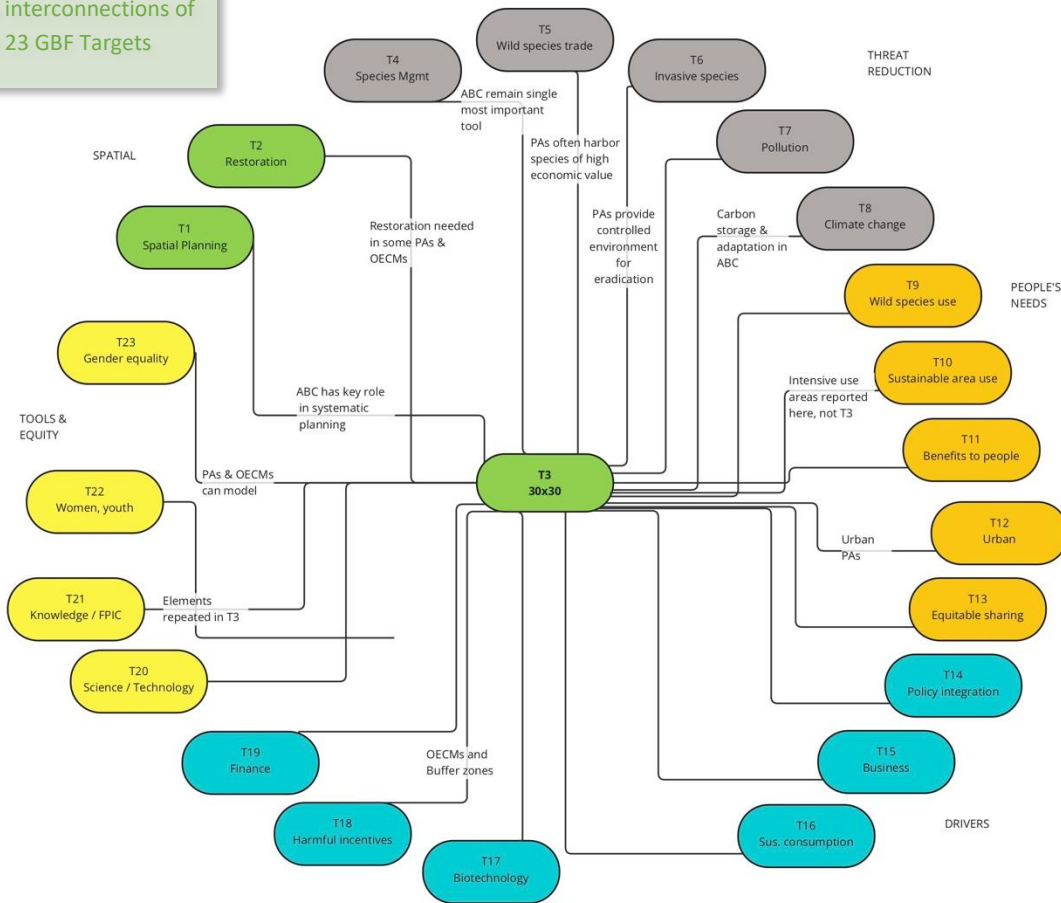 interconnections of
23 GBF Targets
T5
Wild species trade
T4
Species Mgmt
T6
Invasive species
THREAT
REDUCTION
ABC remain single
most important
tool
T7
Pollution
SPATIAL
T2
Restoration
PAs often harbor
species of high
economic value
T8
Climate change
T1
Spatial Planning
Restoration needed
in some PAs &
OECMs
PAs provide
controlled
environment
for
eradication
Carbon
storage &
adaptation in
ABC
T9
Wild species use
PEOPLE'S
NEEDS
T23
Gender equality
T10
Sustainable area use
Intensive use
areas reported
here, not T3
ABC has key role
in systematic
planning
TOOLS &
EQUITY
T11
Benefits to people
T3
30x30
PAs & OECMs
can model
T22
Women, youth
T12
Urban
Urban
PAs
T21
Knowledge / FPIC
Elements
repeated in T3
T13
Equitable sharing
T20
Science / Technology
T14
Policy integration
T19
Finance
OECMs and
Buffer zones
T15
Business
T18
Harmful incentives
T16
Sus. consumption
DRIVERS
T17
Biotechnology